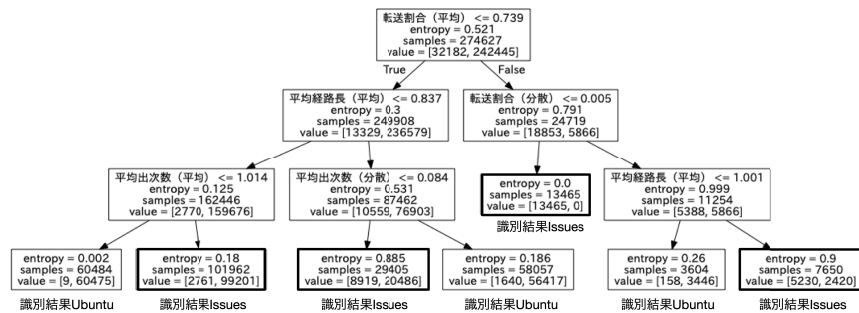 転送割合（平均）<= 0.739
entropy = 0.521
samples = 274627
value = [32182, 242445]
True
False
平均経路長（平均）<= 0.837
entropy = 0.3
samples = 249908
value = [13329, 236579]
転送割合（分散）<= 0.005
entropy = 0.791
samples = 24719
value = [18853, 5866]
平均出次数（平均）<= 1.014
entropy = 0.125
samples = 162446
value = [2770, 159676]
平均出次数（分散）<= 0.084
entropy = 0.531
samples = 87462
value = [10559, 76903]
entropy = 0.0
samples = 13465
value = [13465, 0]
識別結果Issues
平均経路長（平均）<= 1.001
entropy = 0.999
samples = 11254
value = [5388, 5866]
entropy = 0.002
samples = 60484
value = [9, 60475]
識別結果Ubuntu
entropy = 0.18
samples = 101962
value = [2761, 99201]
識別結果Issues
entropy = 0.885
samples = 29405
value = [8919, 20486]
識別結果Issues
entropy = 0.186
samples = 58057
value = [1640, 56417]
識別結果Ubuntu
entropy = 0.26
samples = 3604
value = [158, 3446]
識別結果Ubuntu
entropy = 0.9
samples = 7650
value = [5230, 2420]
識別結果Issues